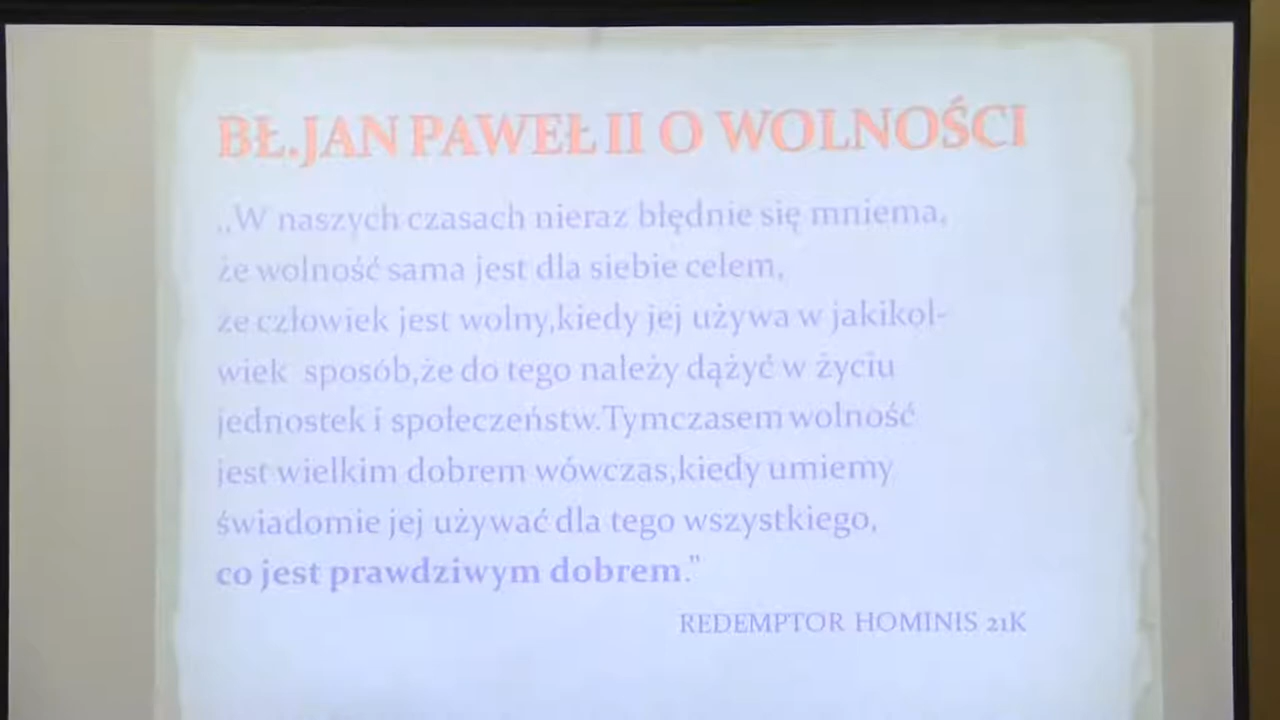 BŁ.JAN PAWEŁ II O WOLNOŚCI
,,W naszych czasach nieraz błędnie się mniema,
że wolność sama jest dla siebie celem,
że człowiek jest wolny,kiedy jej używa w jakikol-
wiek sposób,że do tego należy dążyć w życiu
jednostek i społeczeństw.Tymczasem wolność
jest wielkim dobrem wówczas,kiedy umiemy
świadomie jej używać dla tego wszystkiego,
co jest prawdziwym dobrem.”
REDEMPTOR HOMINIS 21K